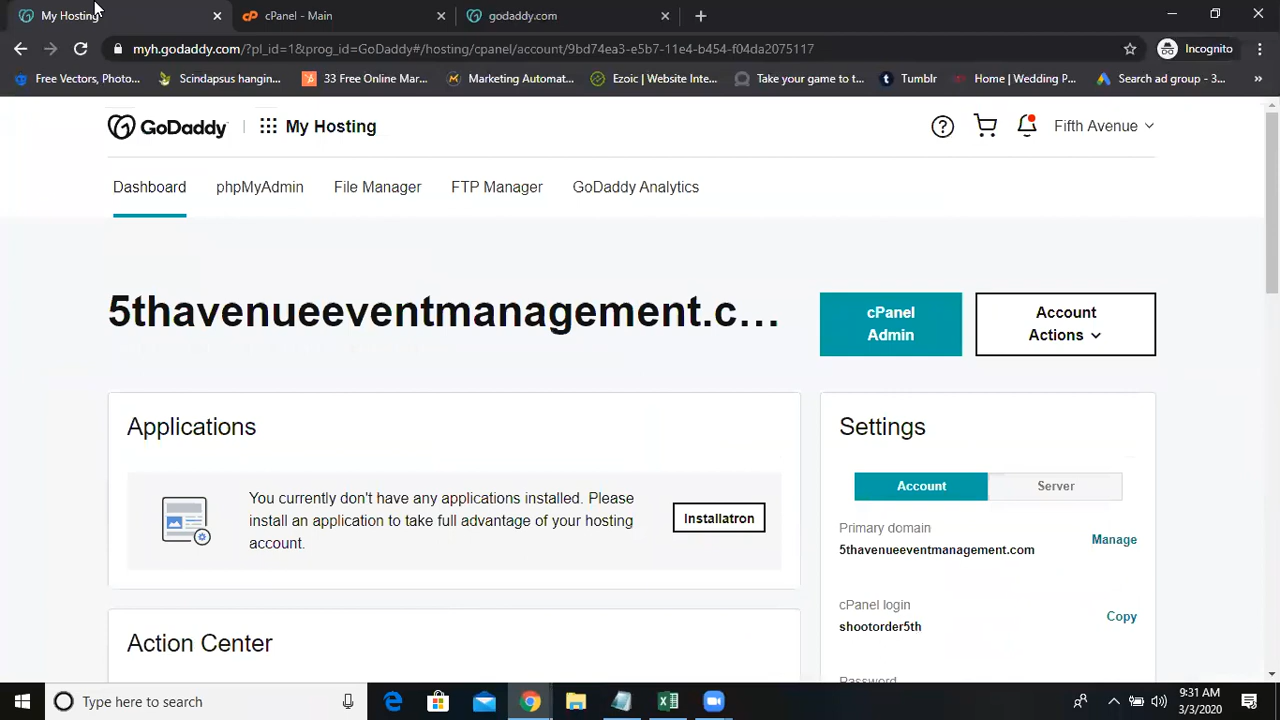 My Hosting
cPanel - Main
godaddy.com
myh.godaddy.com/?pl_id=1&prog_id=GoDaddy#/hosting/cpanel/account/9bd74ea3-e5b7-11e4-b454-f04da2075117
Incognito
Free Vectors, Photo...
Scindapsus hangin...
33 Free Online Mar...
Marketing Automat...
Ezoic | Website Inte...
Take your game to t...
Tumblr
Home | Wedding P...
Search ad group - 3...
GoDaddy
My Hosting
Fifth Avenue
Dashboard
phpMyAdmin
File Manager
FTP Manager
GoDaddy Analytics
5thavenueeventmanagement.c...
cPanel
Admin
Account
Actions
Applications
You currently don't have any applications installed. Please
install an application to take full advantage of your hosting
account.
Installatron
Settings
Account
Server
Primary domain
5thavenueeventmanagement.com
Manage
cPanel login
shootorder5th
Copy
Password
Action Center
Type here to search
9:31 AM
3/3/2020